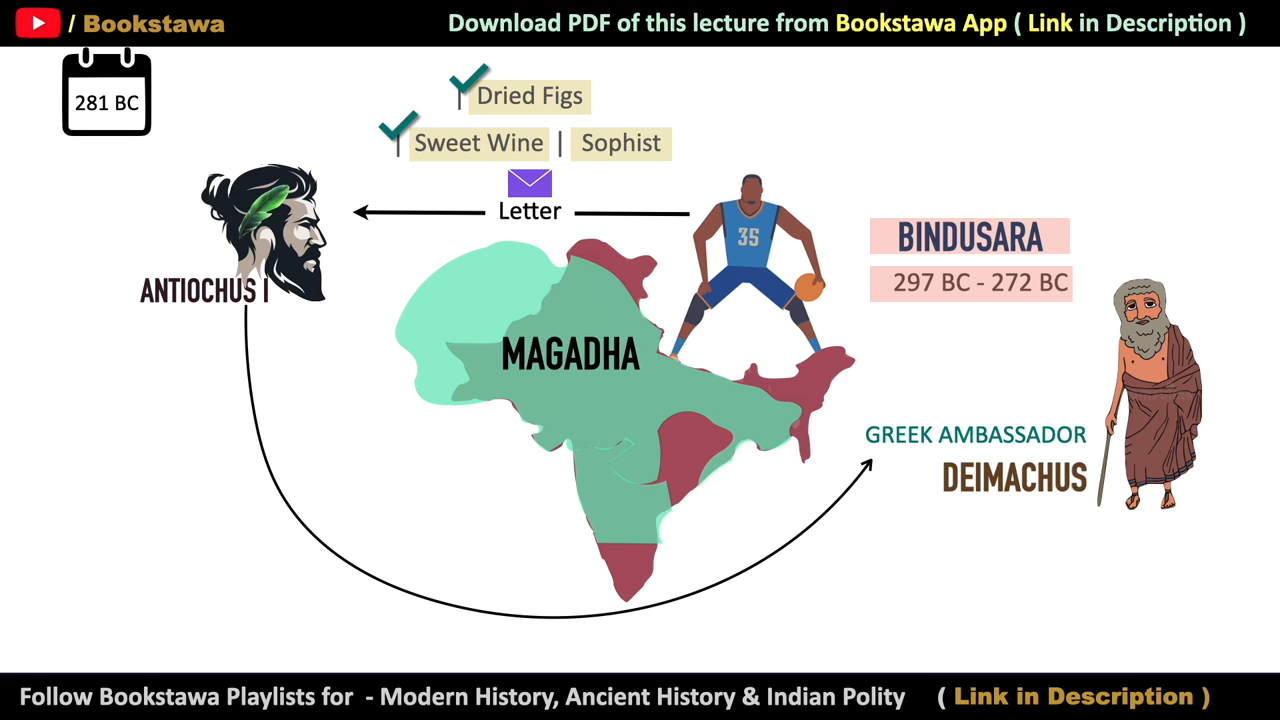 / Bookstawa
Download PDF of this lecture from Bookstawa App ( Link in Description )
281 BC
| Dried Figs
| Sweet Wine | Sophist
Letter
35
ANTIOCHUS I
BINDUSARA
297 BC - 272 BC
MAGADHA
GREEK AMBASSADOR
DEIMACHUS
Follow Bookstawa Playlists for - Modern History, Ancient History & Indian Polity ( Link in Description )